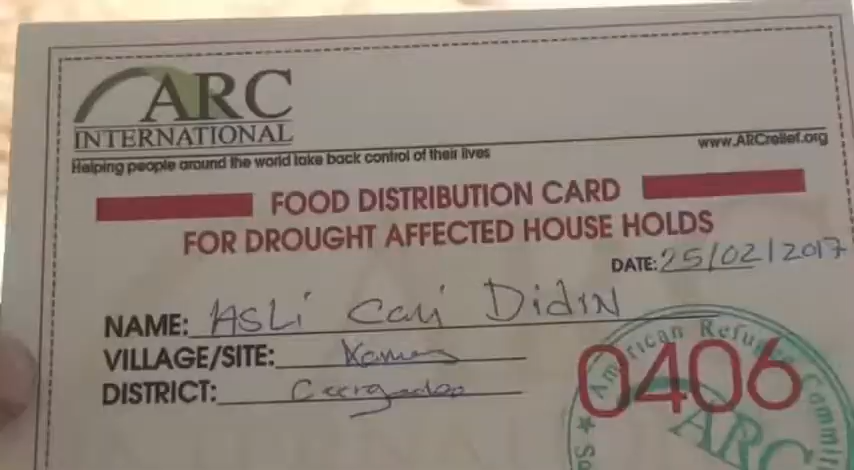 ARC
INTERNATIONAL
Helping people around the world take back control of their lives
www.ARCrelief.org
FOOD DISTRIBUTION CARD
FOR DROUGHT AFFECTED HOUSE HOLDS
DATE: 25/02/2017
NAME: ASLi Cali DidiN
VILLAGE/SITE:
DISTRICT:
0406
American Refugee Committ
ARC